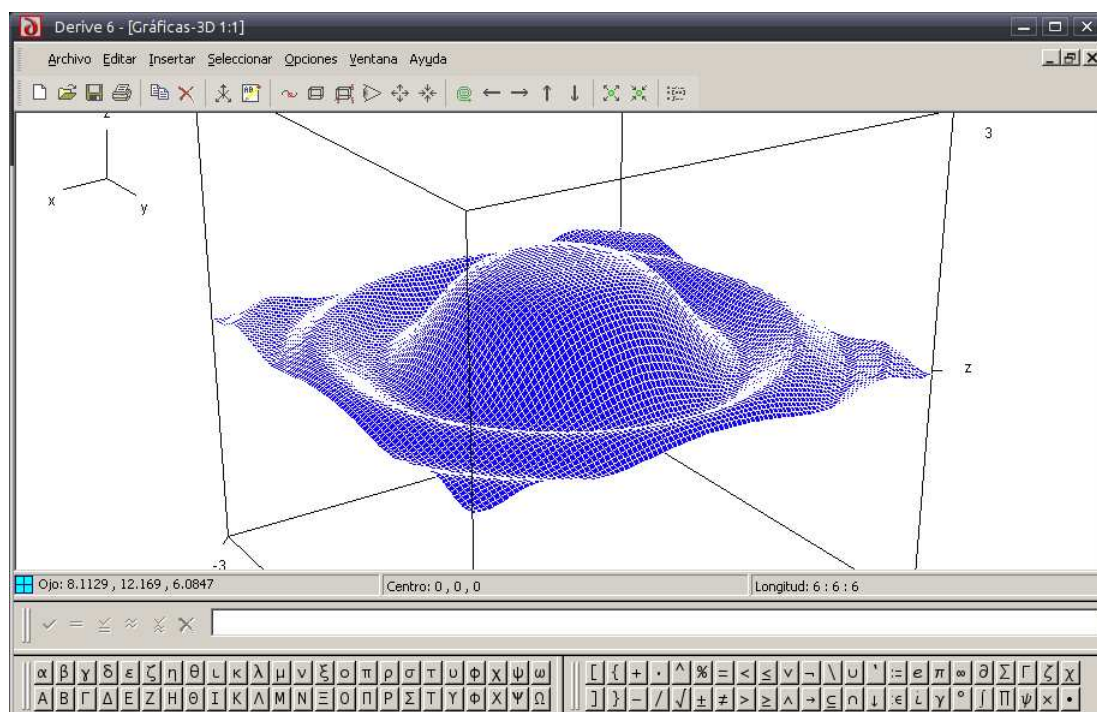 Derive 6 - [Gráficas-3D 1:1]
Archivo Editar Insertar Seleccionar Opciones Ventana Ayuda
z
x
y
3
z
-3
Ojo: 8.1129 , 12.169 , 6.0847 Centro: 0 , 0 , 0 Longitud: 6 : 6 : 6
α β γ δ ε ζ η θ ι κ λ μ ν ξ ο π ρ σ τ υ φ χ ψ ω [ { + · ^ % = < ≤ ∨ ¬ \ ∪ ' := e π ∞ ∂ Σ Γ ζ χ
Α Β Γ Δ Ε Ζ Η Θ Ι Κ Λ Μ Ν Ξ Ο Π Ρ Σ Τ Υ Φ Χ Ψ Ω ] } − / √ ± ≠ > ≥ ∧ → ⊆ ∩ ↓ :∈ i γ ° ∫ Π ψ × •